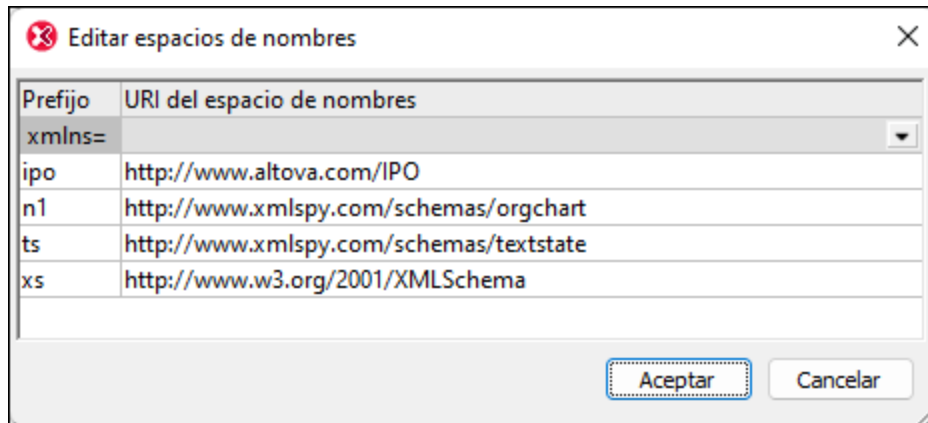 Editar espacios de nombres
Prefijo URI del espacio de nombres
xmlns=
ipo http://www.altova.com/IPO
n1 http://www.xmlspy.com/schemas/orgchart
ts http://www.xmlspy.com/schemas/textstate
xs http://www.w3.org/2001/XMLSchema
Aceptar Cancelar